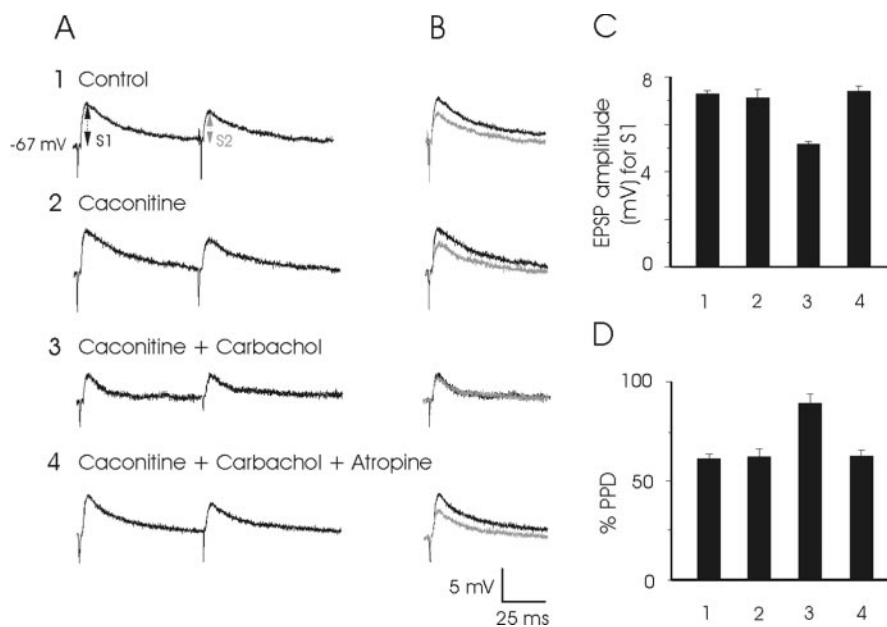 A
B
C
1 Control
-67 mV
S1
S2
2 Caconitine
3 Caconitine + Carbachol
4 Caconitine + Carbachol + Atropine
5 mV
25 ms
EPSP amplitude
(mV) for S1
8
4
0
1 2 3 4
D
% PPD
100
50
0
1 2 3 4